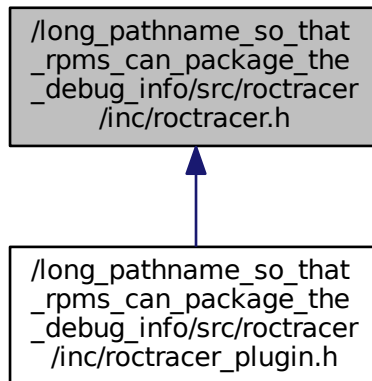 /long_pathname_so_that
_rpms_can_package_the
_debug_info/src/roctracer
/inc/roctracer.h
/long_pathname_so_that
_rpms_can_package_the
_debug_info/src/roctracer
/inc/roctracer_plugin.h